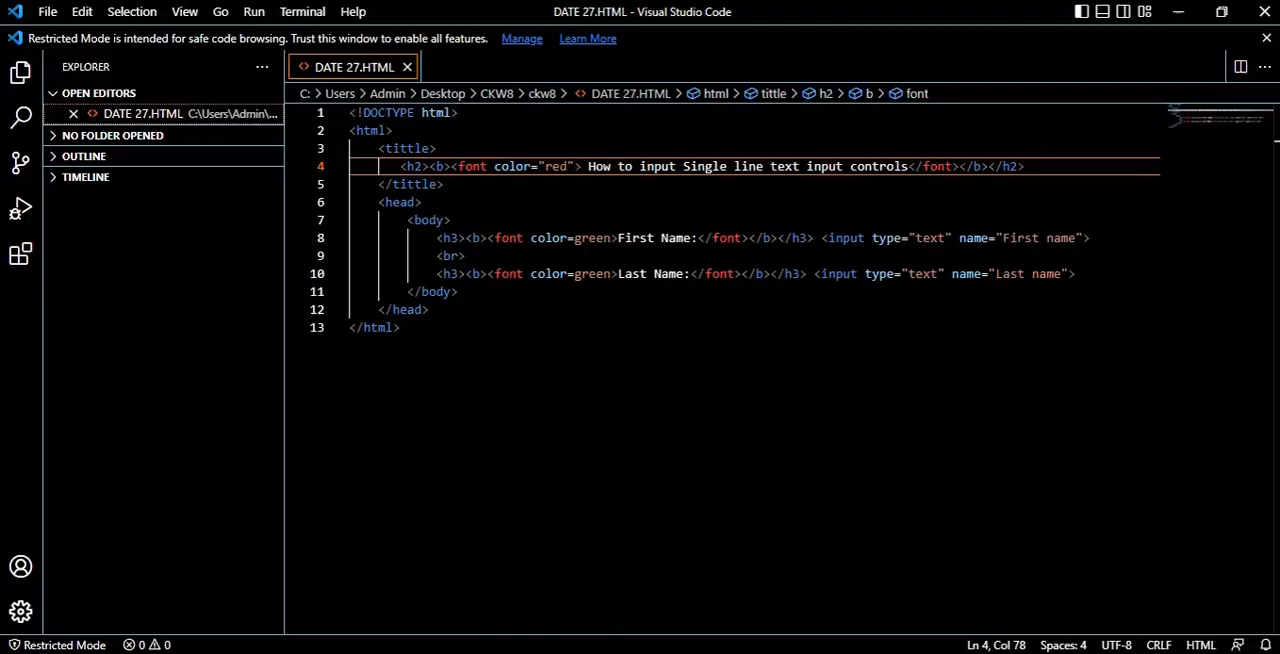 File Edit Selection View Go Run Terminal Help DATE 27.HTML - Visual Studio Code
Restricted Mode is intended for safe code browsing. Trust this window to enable all features. Manage Learn More
EXPLORER ... DATE 27.HTML
OPEN EDITORS
C: > Users > Admin > Desktop > CKW8 > ckw8 > DATE 27.HTML > html > tittle > h2 > b > font
DATE 27.HTML C:\Users\Admin\...
NO FOLDER OPENED
OUTLINE
TIMELINE
1 <!DOCTYPE html>
2 <html>
3 <tittle>
4 <h2><b><font color="red"> How to input Single line text input controls</font></b></h2>
5 </tittle>
6 <head>
7 <body>
8 <h3><b><font color=green>First Name:</font></b></h3> <input type="text" name="First name">
9 <br>
10 <h3><b><font color=green>Last Name:</font></b></h3> <input type="text" name="Last name">
11 </body>
12 </head>
13 </html>
Restricted Mode 0 0 Ln 4, Col 78 Spaces: 4 UTF-8 CRLF HTML